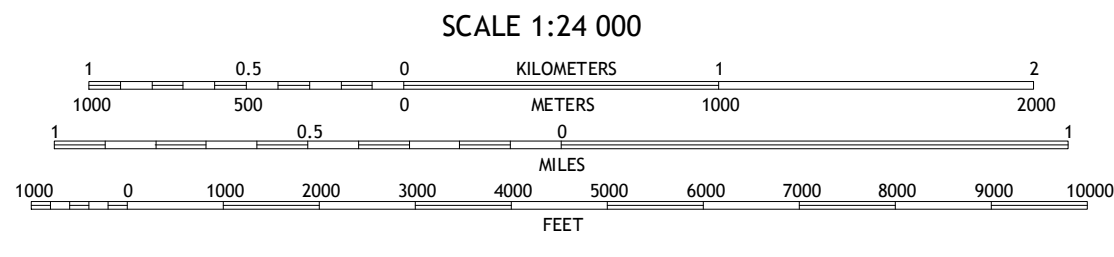 SCALE 1:24 000
1 0.5 0 KILOMETERS 1 2
1000 500 0 METERS 1000 2000
1 0.5 0 1
MILES
1000 0 1000 2000 3000 4000 5000 6000 7000 8000 9000 10000
FEET